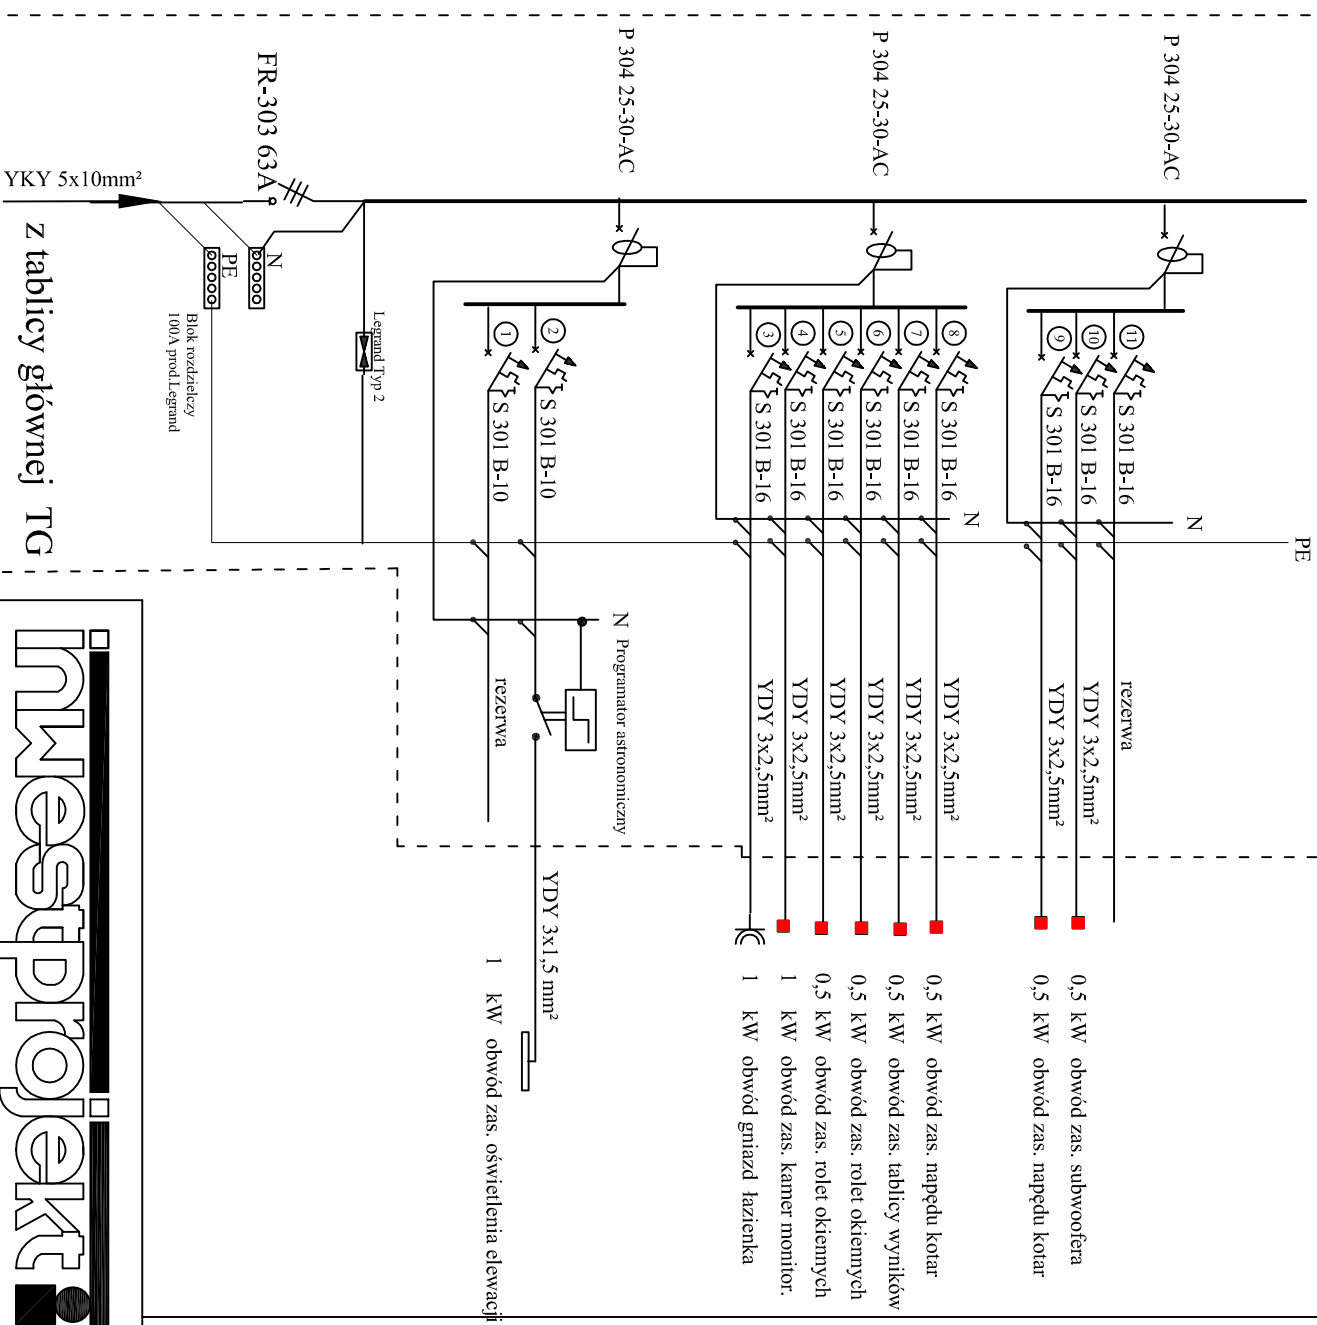 P 304 25-30-AC
P 304 25-30-AC
P 304 25-30-AC
FR-303 63A
YKY 5x10mm²
z tablicy głównej TG
N
PE
Blok rozdzielczy
100A prod.Legrand
Legrand Typ 2
1
2
3
4
5
6
7
8
9
10
11
S 301 B-10
S 301 B-10
S 301 B-16
S 301 B-16
S 301 B-16
S 301 B-16
S 301 B-16
S 301 B-16
S 301 B-16
S 301 B-16
S 301 B-16
N
N
PE
N
Programator astronomiczny
rezerwa
YDY 3x2,5mm²
YDY 3x2,5mm²
YDY 3x2,5mm²
YDY 3x2,5mm²
YDY 3x2,5mm²
YDY 3x2,5mm²
YDY 3x2,5mm²
YDY 3x2,5mm²
rezerwa
YDY 3x1,5 mm²
1 kW obwód zas. oświetlenia elewacji
1 kW obwód gniazd łazienka
1 kW obwód zas. kamer monitor.
0,5 kW obwód zas. rolet okiennych
0,5 kW obwód zas. rolet okiennych
0,5 kW obwód zas. tablicy wyników
0,5 kW obwód zas. napędu kotar
0,5 kW obwód zas. napędu kotar
0,5 kW obwód zas. subwoofera
inwestprojekt